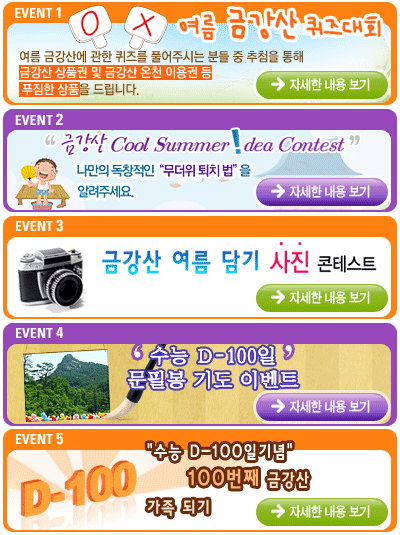 EVENT 1
O X
여름 금강산 퀴즈대회
여름 금강산에 관한 퀴즈를 풀어주시는 분들 중 추첨을 통해
금강산 상품권 및 금강산 온천 이용권 등
푸진한 상품을 드립니다.
자세한 내용 보기
EVENT 2
“ 금강산 Cool Summer !dea Contest ”
나만의 독창적인 “무더위 퇴치 법” 을
알려주세요.
자세한 내용 보기
EVENT 3
금강산 여름 담기 사진 콘테스트
자세한 내용 보기
EVENT 4
‘ 수능 D-100일 ’
문필봉 기도 이벤트
자세한 내용 보기
EVENT 5
D-100
"수능 D-100일기념"
100번째 금강산
가족 되기
자세한 내용 보기